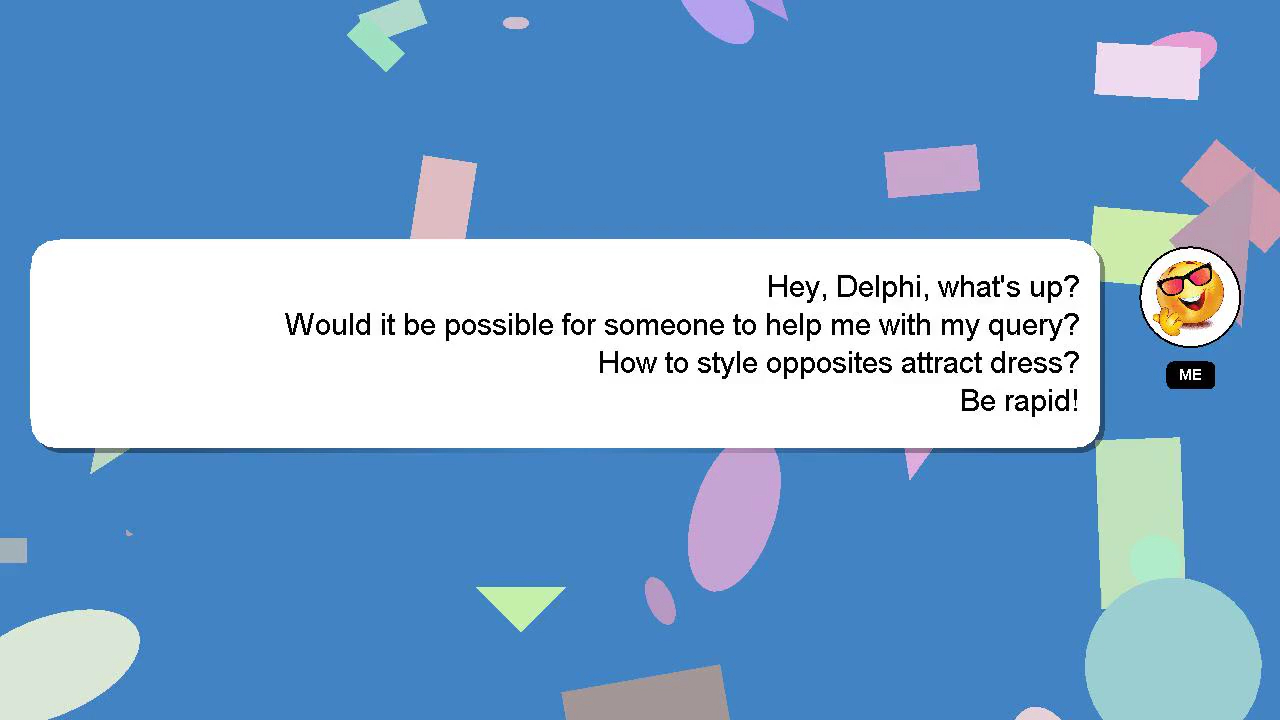 Hey, Delphi, what's up?
Would it be possible for someone to help me with my query?
How to style opposites attract dress?
Be rapid!
ME